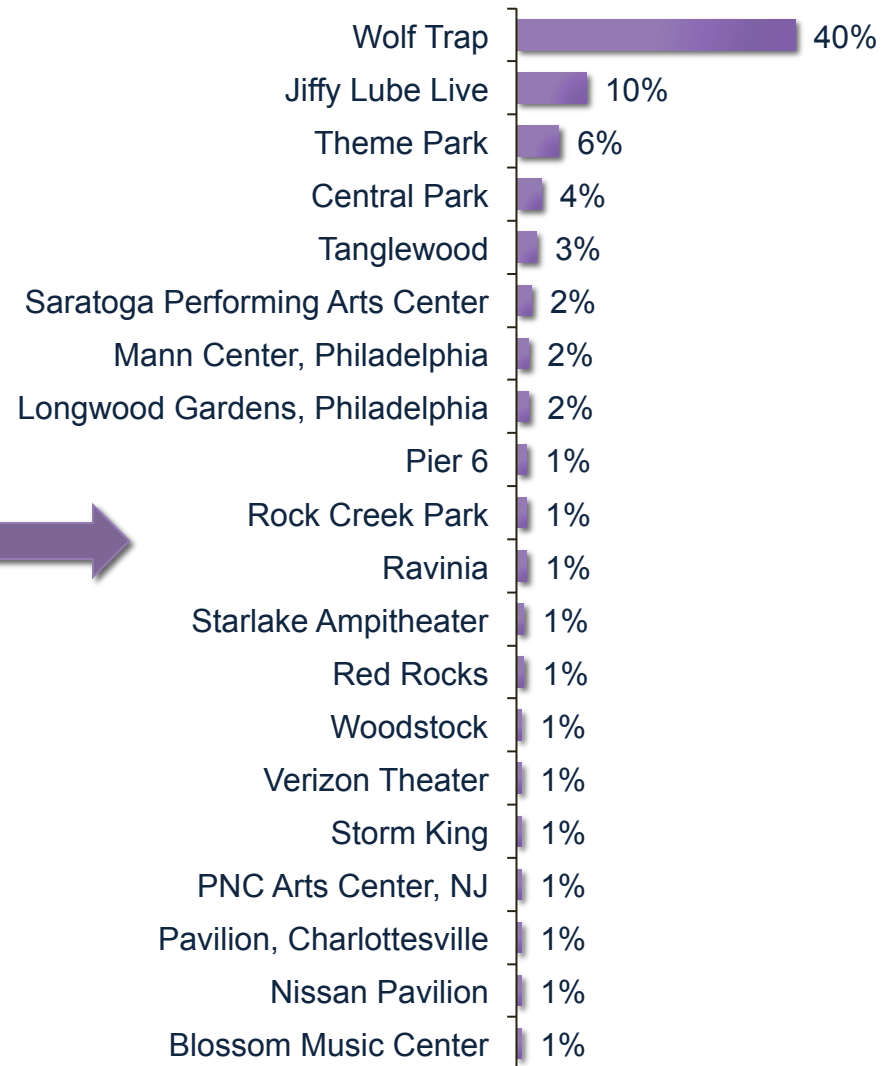 Wolf Trap 40%
Jiffy Lube Live 10%
Theme Park 6%
Central Park 4%
Tanglewood 3%
Saratoga Performing Arts Center 2%
Mann Center, Philadelphia 2%
Longwood Gardens, Philadelphia 2%
Pier 6 1%
Rock Creek Park 1%
Ravinia 1%
Starlake Ampitheater 1%
Red Rocks 1%
Woodstock 1%
Verizon Theater 1%
Storm King 1%
PNC Arts Center, NJ 1%
Pavilion, Charlottesville 1%
Nissan Pavilion 1%
Blossom Music Center 1%